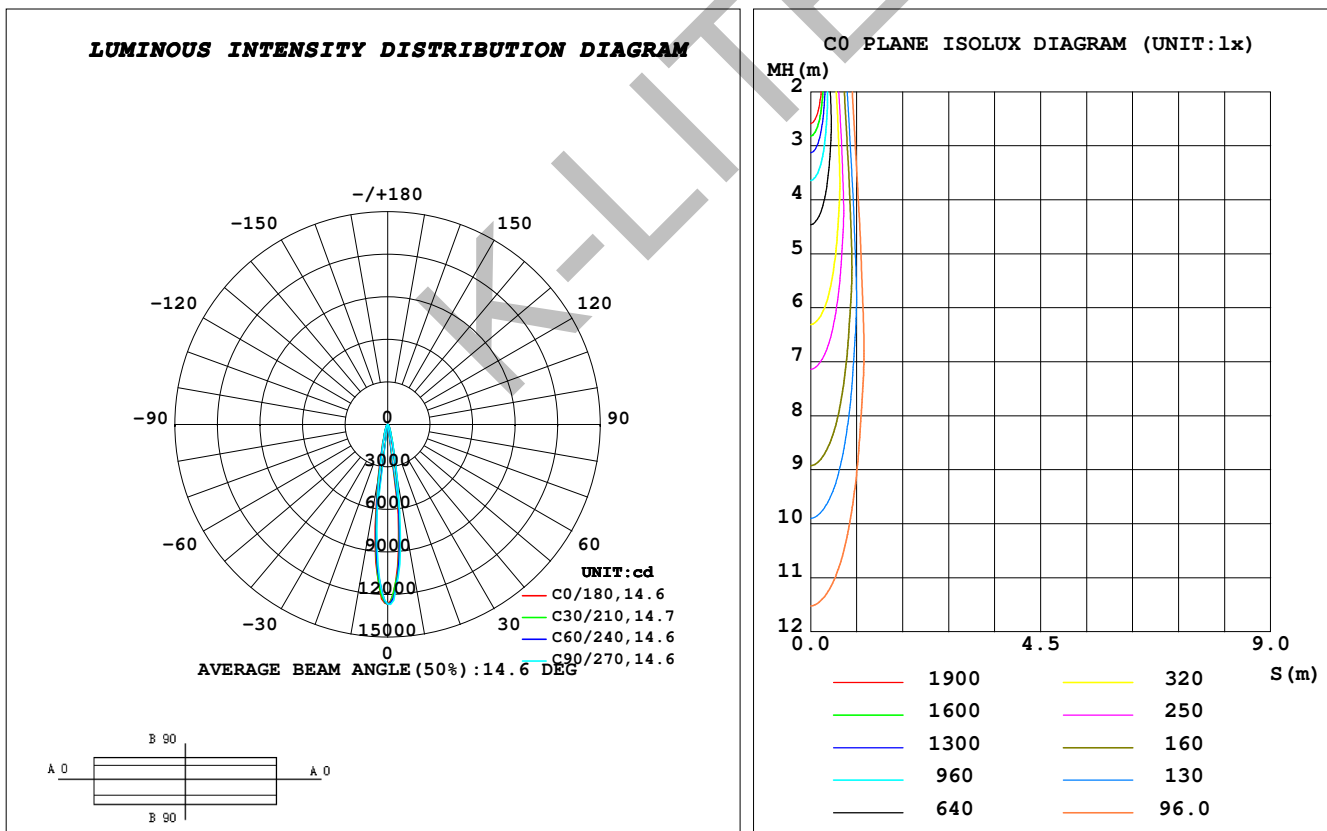 LUMINOUS INTENSITY DISTRIBUTION DIAGRAM
-/+180
-150
150
-120
120
-90
90
0
3000
6000
-60
60
9000
UNIT:cd
12000
C0/180,14.6
C30/210,14.7
-30
15000
30
C60/240,14.6
0
C90/270,14.6
AVERAGE BEAM ANGLE(50%):14.6 DEG
B 90
A 0
A 0
B 90
K-LITE
C0 PLANE ISOLUX DIAGRAM (UNIT:lx)
MH(m)
2
3
4
5
6
7
8
9
10
11
12
0.0
4.5
9.0
S(m)
1900
320
1600
250
1300
160
960
130
640
96.0